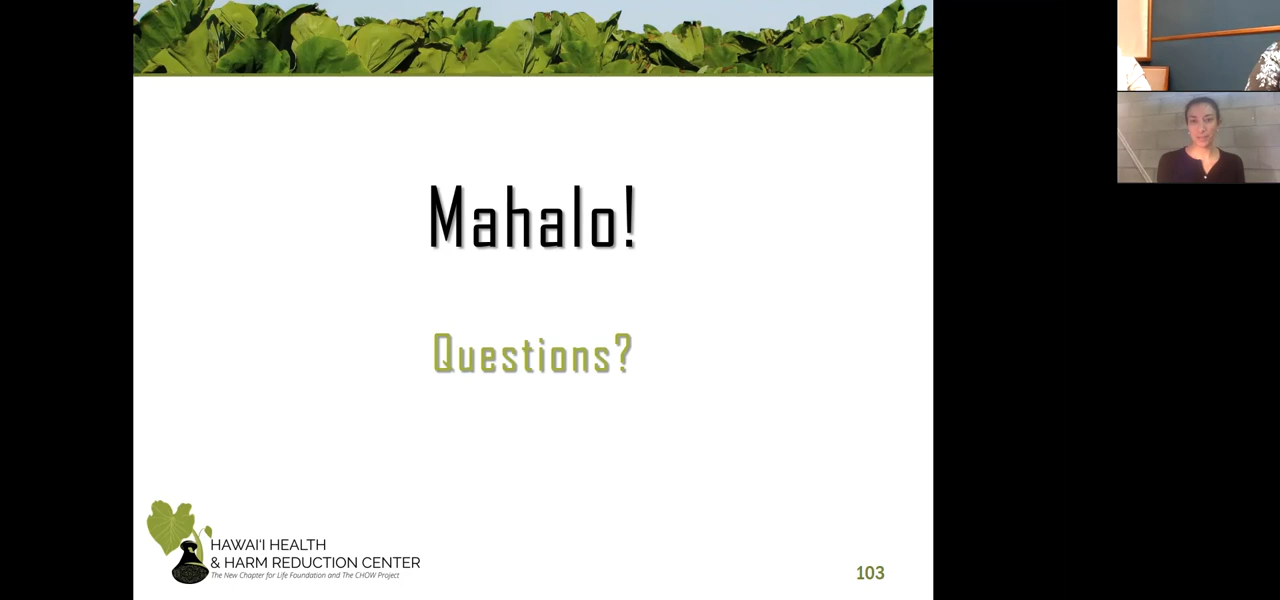 Mahalo!
Questions?
HAWAI'I HEALTH
& HARM REDUCTION CENTER
The New Chapter for Life Foundation and The CHOW Project
103